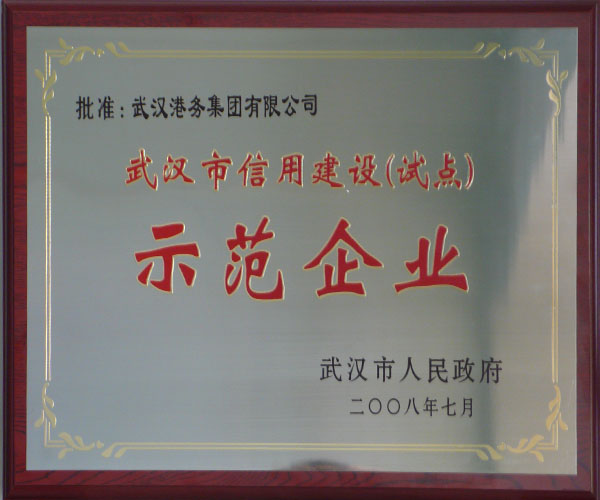 批准：武汉港务集团有限公司
武汉市信用建设(试点)
示范企业
武汉市人民政府
二〇〇八年七月